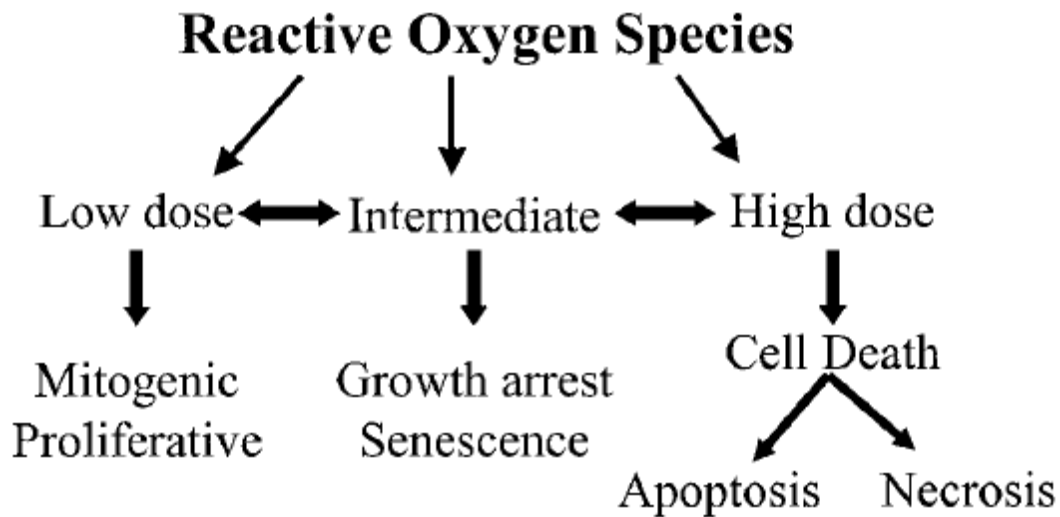 Reactive Oxygen Species
Low dose
Intermediate
High dose
Mitogenic
Proliferative
Growth arrest
Senescence
Cell Death
Apoptosis
Necrosis